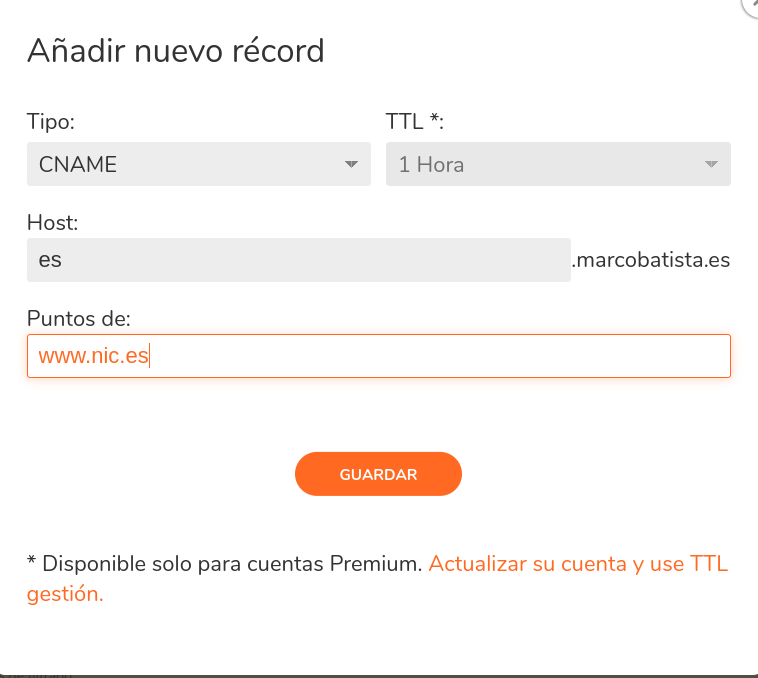 Añadir nuevo récord
Tipo:
TTL *:
CNAME
1 Hora
Host:
es
.marcobatista.es
Puntos de:
www.nic.es
GUARDAR
* Disponible solo para cuentas Premium. Actualizar su cuenta y use TTL
gestión.